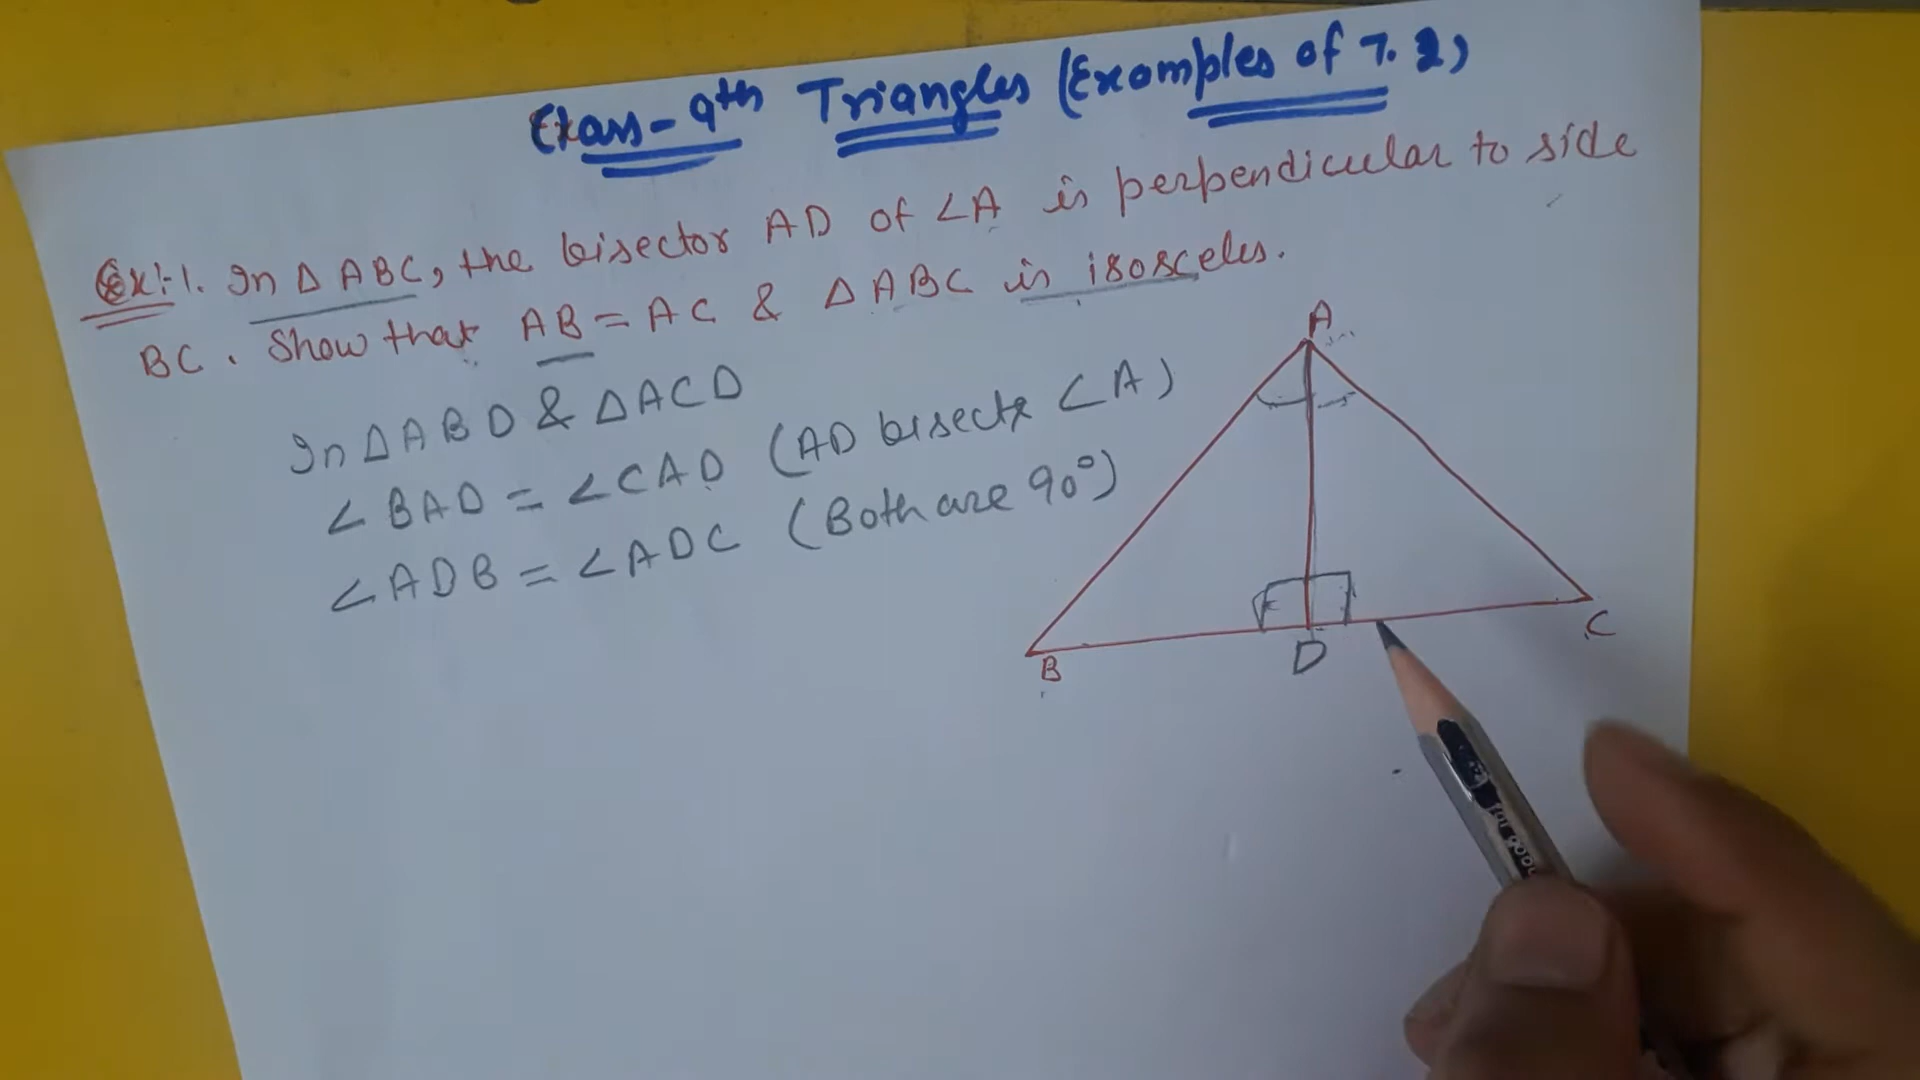 Class-9th Triangles (Examples of 7.2)
Ex:-1. In △ ABC, the bisector AD of ∠A is perpendicular to side
BC. Show that AB = AC & △ ABC is isosceles.
In △ABD & △ACD
∠BAD = ∠CAD (AD bisects ∠A)
∠ADB = ∠ADC (Both are 90°)
A
B
D
C